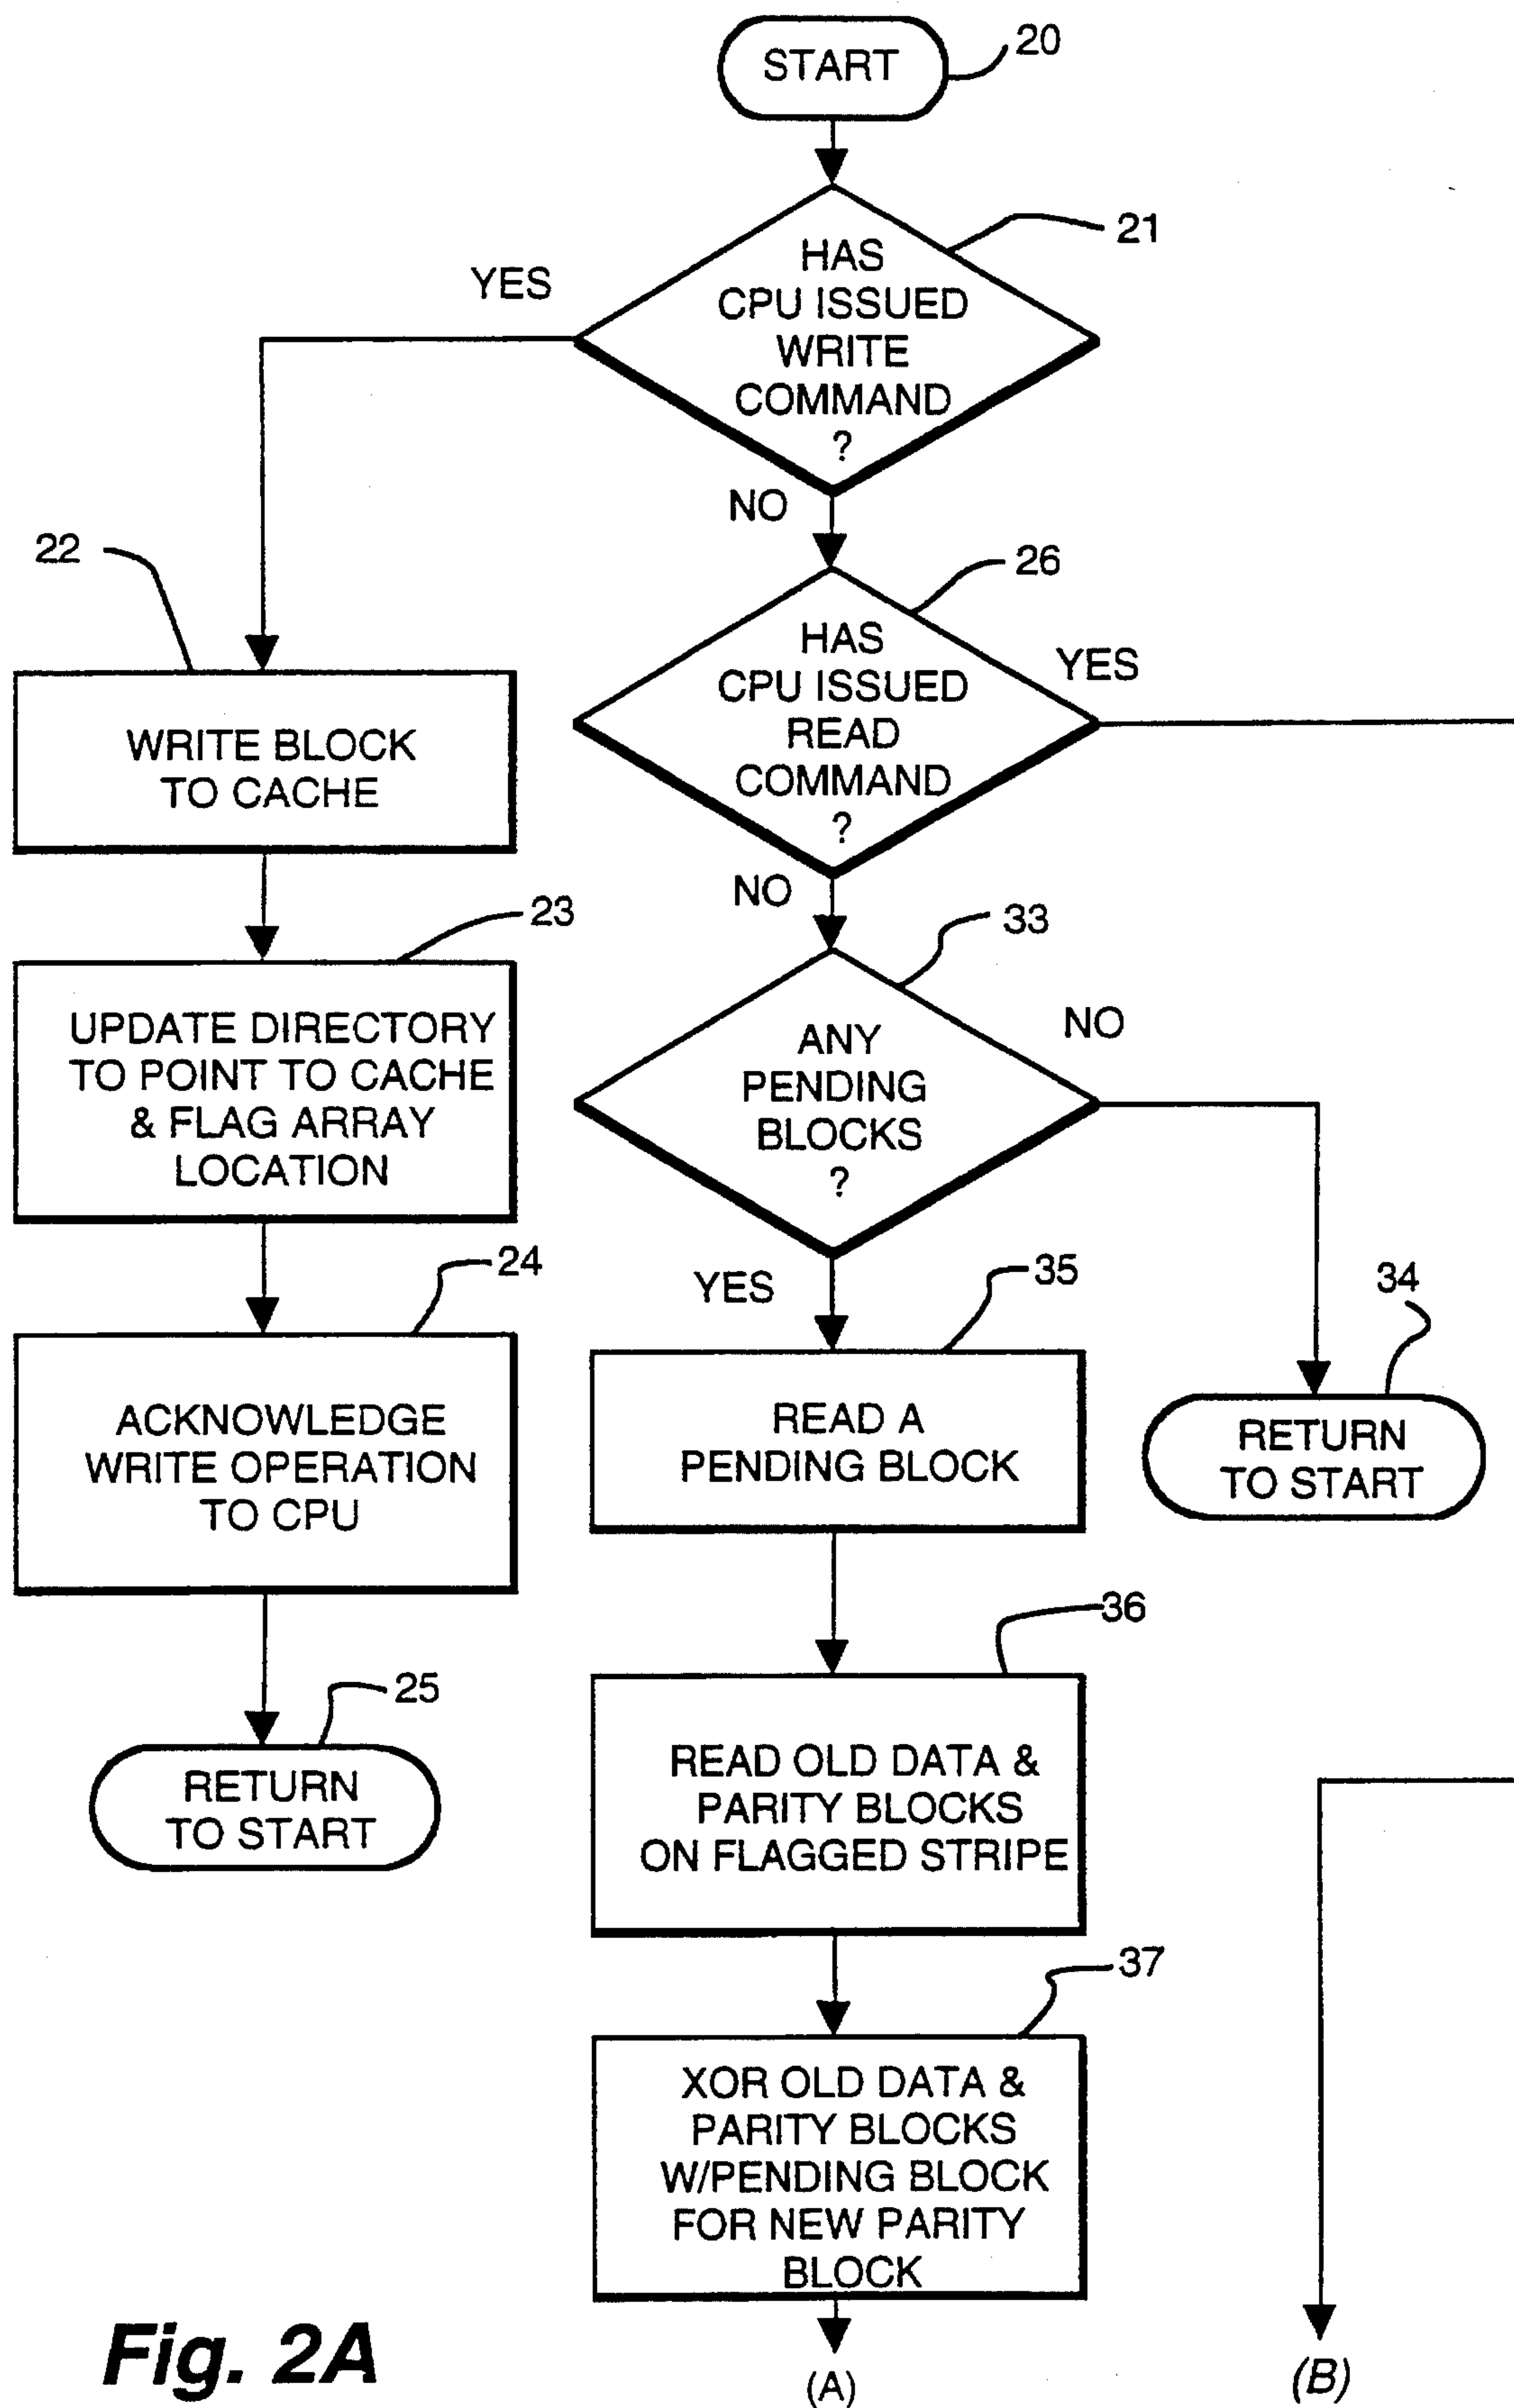 START
20
HAS
CPU ISSUED
WRITE
COMMAND
?
21
YES
NO
22
WRITE BLOCK
TO CACHE
26
HAS
CPU ISSUED
READ
COMMAND
?
YES
NO
23
UPDATE DIRECTORY
TO POINT TO CACHE
& FLAG ARRAY
LOCATION
33
ANY
PENDING
BLOCKS
?
NO
YES
24
ACKNOWLEDGE
WRITE OPERATION
TO CPU
35
READ A
PENDING BLOCK
34
RETURN
TO START
25
RETURN
TO START
36
READ OLD DATA &
PARITY BLOCKS
ON FLAGGED STRIPE
37
XOR OLD DATA &
PARITY BLOCKS
W/PENDING BLOCK
FOR NEW PARITY
BLOCK
(A)
(B)
Fig. 2A